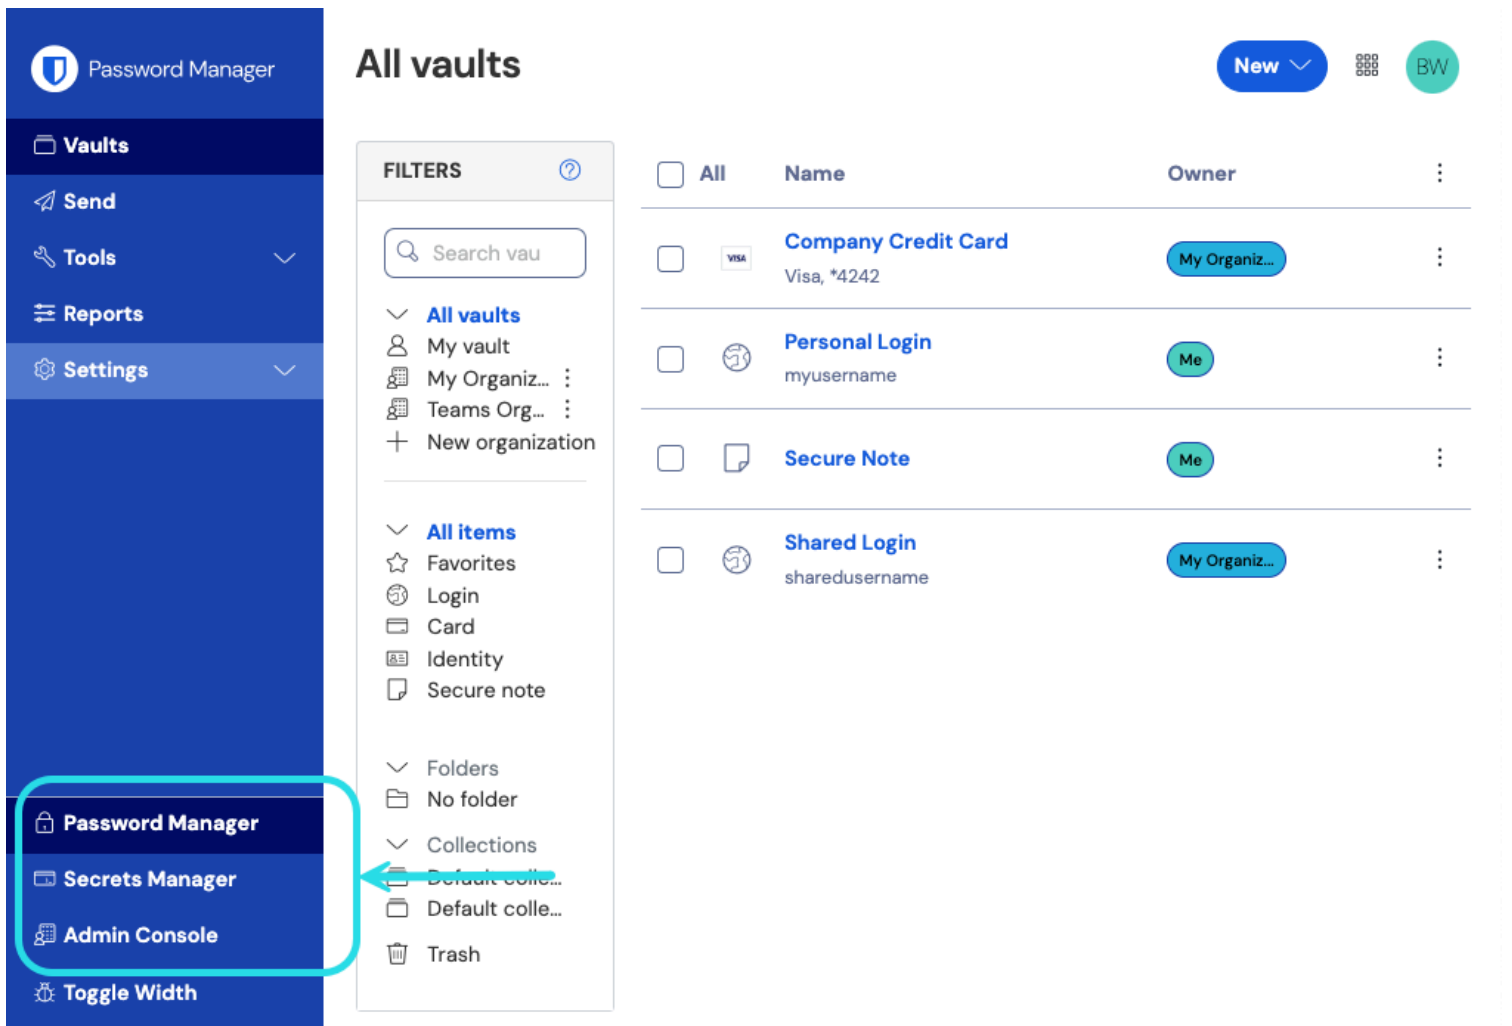 Password Manager
Vaults
Send
Tools
Reports
Settings
Password Manager
Secrets Manager
Admin Console
Toggle Width
All vaults
New
BW
FILTERS
?
Search vau
All vaults
My vault
My Organiz...
Teams Org...
New organization
All items
Favorites
Login
Card
Identity
Secure note
Folders
No folder
Collections
Default colle...
Default colle...
Trash
All Name Owner
VISA Company Credit Card My Organiz...
Visa, *4242
Personal Login Me
myusername
Secure Note Me
Shared Login My Organiz...
sharedusername